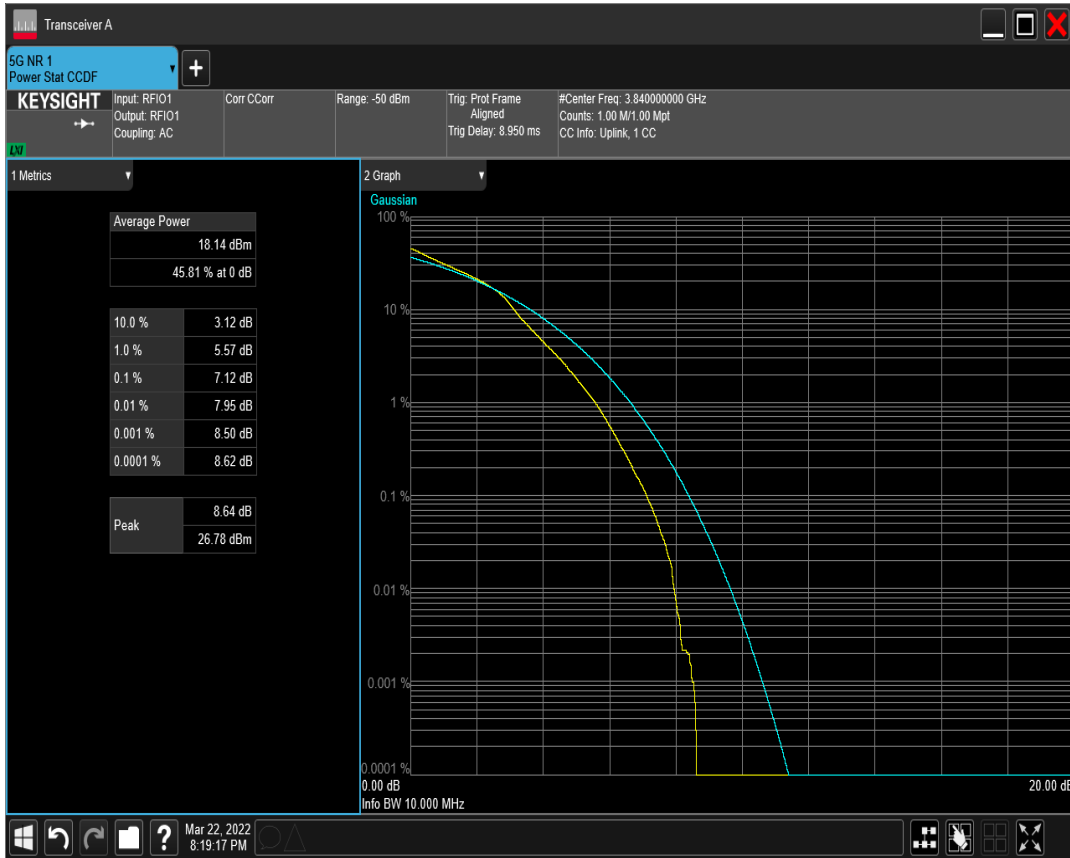 Transceiver A
5G NR 1
Power Stat CCDF
KEYSIGHT
LXI
Input: RFIO1
Output: RFIO1
Coupling: AC
Corr CCorr
Range: -50 dBm
Trig: Prot Frame
Aligned
Trig Delay: 8.950 ms
#Center Freq: 3.840000000 GHz
Counts: 1.00 M/1.00 Mpt
CC Info: Uplink, 1 CC
1 Metrics
Average Power
18.14 dBm
45.81 % at 0 dB
10.0 % 3.12 dB
1.0 % 5.57 dB
0.1 % 7.12 dB
0.01 % 7.95 dB
0.001 % 8.50 dB
0.0001 % 8.62 dB
Peak
8.64 dB
26.78 dBm
2 Graph
Gaussian
100 %
10 %
1 %
0.1 %
0.01 %
0.001 %
0.0001 %
0.00 dB 20.00 dB
Info BW 10.000 MHz
? Mar 22, 2022
8:19:17 PM